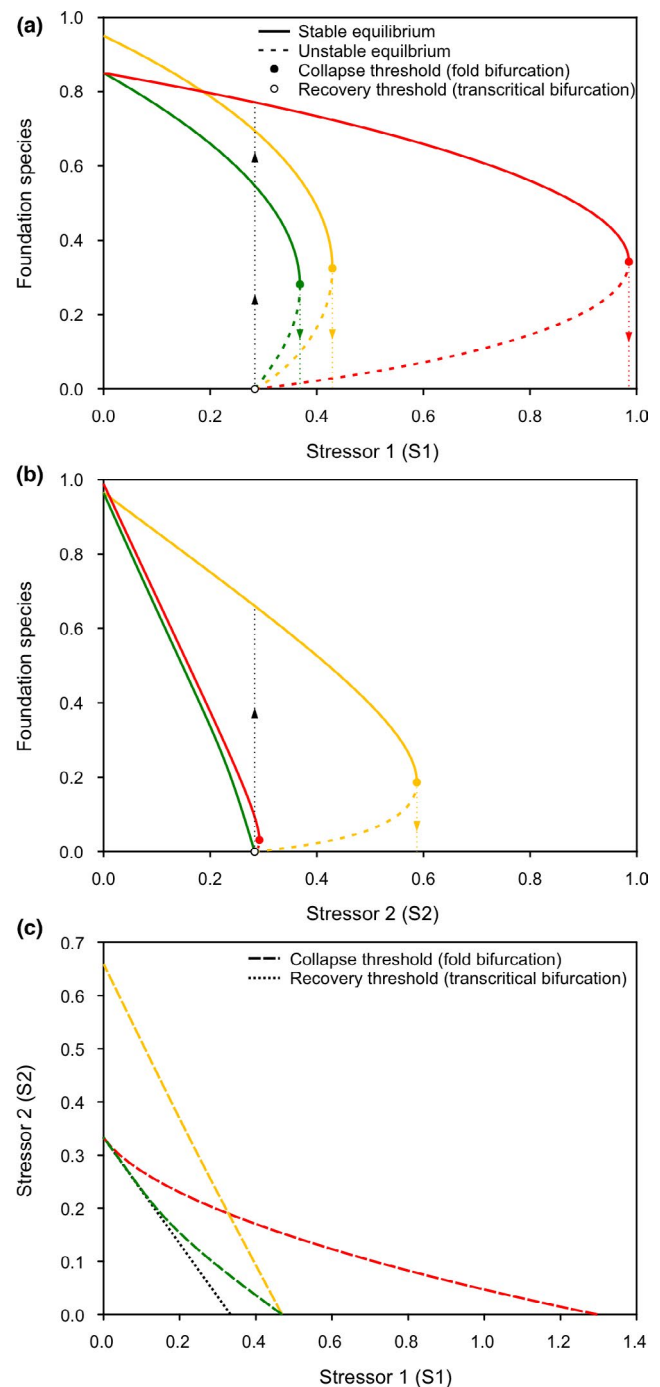 (a)
1.0
0.8
0.6
0.4
0.2
0.0
Foundation species
Stable equilibrium
Unstable equilbrium
Collapse threshold (fold bifurcation)
Recovery threshold (transcritical bifurcation)
0.0 0.2 0.4 0.6 0.8 1.0
Stressor 1 (S1)
(b)
1.0
0.8
0.6
0.4
0.2
0.0
Foundation species
0.0 0.2 0.4 0.6 0.8 1.0
Stressor 2 (S2)
(c)
0.7
0.6
0.5
0.4
0.3
0.2
0.1
0.0
Stressor 2 (S2)
Collapse threshold (fold bifurcation)
Recovery threshold (transcritical bifurcation)
0.0 0.2 0.4 0.6 0.8 1.0 1.2 1.4
Stressor 1 (S1)